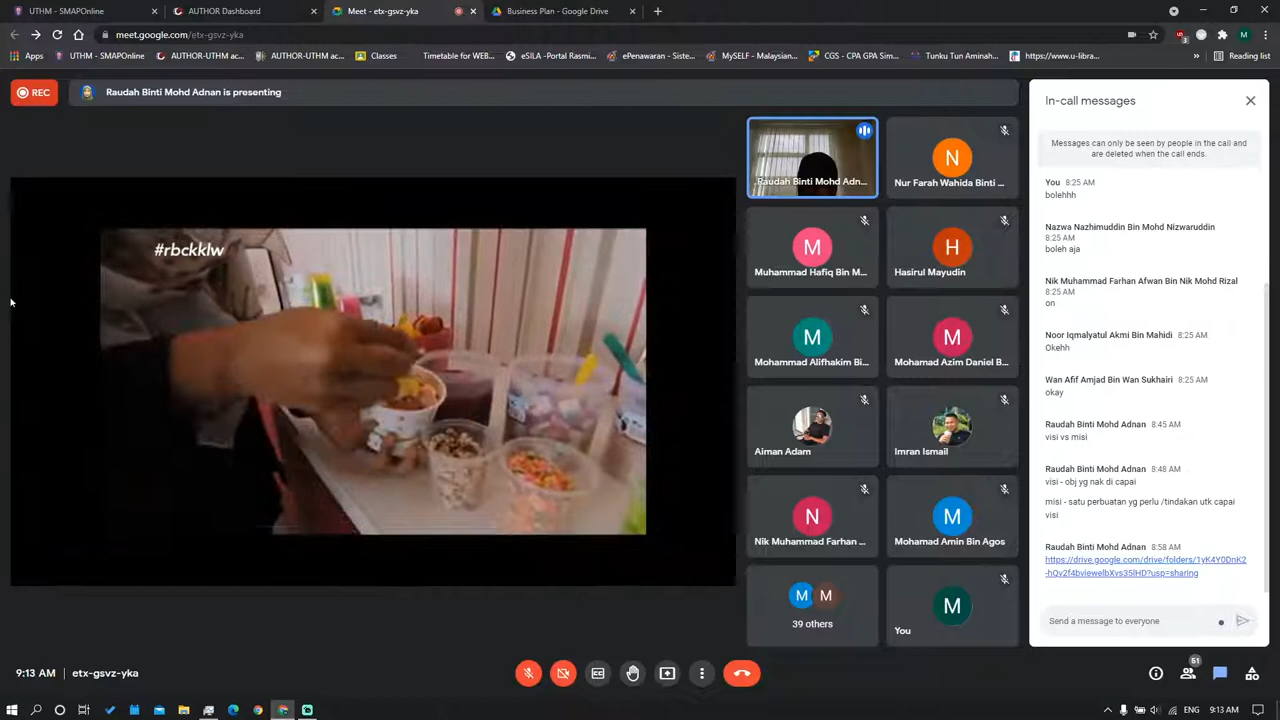 UTHM - SMAPOnline
AUTHOR Dashboard
Meet - etx-gsvz-yka
Business Plan - Google Drive
meet.google.com/etx-gsvz-yka
Apps
UTHM - SMAPOnline
AUTHOR-UTHM ac...
AUTHOR-UTHM ac...
Classes
Timetable for WEB...
eSILA -Portal Rasmi...
ePenawaran - Siste...
MySELF - Malaysian...
CGS - CPA GPA Sim...
Tunku Tun Aminah...
https://www.u-libra...
Reading list
REC
Raudah Binti Mohd Adnan is presenting
#rbckklw
Raudah Binti Mohd Adn...
N
Nur Farah Wahida Binti ...
M
Muhammad Hafiq Bin M...
H
Hasirul Mayudin
M
Mohammad Alifhakim Bi...
M
Mohamad Azim Daniel B...
Aiman Adam
Imran Ismail
N
Nik Muhammad Farhan ...
M
Mohamad Amin Bin Agos
M M
39 others
M
You
In-call messages
Messages can only be seen by people in the call and
are deleted when the call ends.
You 8:25 AM
bolehhh
Nazwa Nazhimuddin Bin Mohd Nizwaruddin
8:25 AM
boleh aja
Nik Muhammad Farhan Afwan Bin Nik Mohd Rizal
8:25 AM
on
Noor Iqmalyatul Akmi Bin Mahidi 8:25 AM
Okehh
Wan Afif Amjad Bin Wan Sukhairi 8:25 AM
okay
Raudah Binti Mohd Adnan 8:45 AM
visi vs misi
Raudah Binti Mohd Adnan 8:48 AM
visi - obj yg nak di capai
misi - satu perbuatan yg perlu /tindakan utk capai
visi
Raudah Binti Mohd Adnan 8:58 AM
https://drive.google.com/drive/folders/1yK4Y0DnK2
-hQv2f4bviewelbXvs35lHD?usp=sharing
Send a message to everyone
9:13 AM | etx-gsvz-yka
51
ENG
9:13 AM